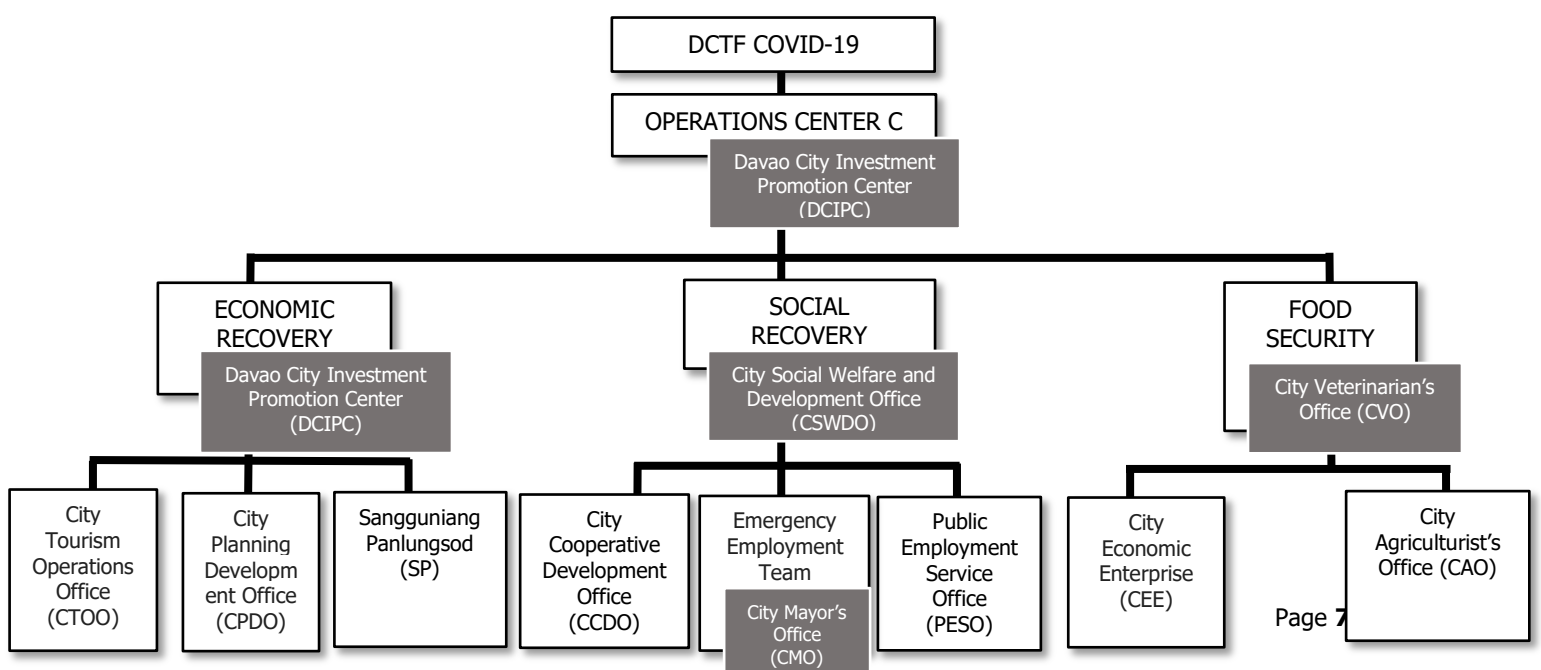 DCTF COVID-19
OPERATIONS CENTER C
Davao City Investment
Promotion Center
(DCIPC)
ECONOMIC
RECOVERY
Davao City Investment
Promotion Center
(DCIPC)
SOCIAL
RECOVERY
City Social Welfare and
Development Office
(CSWDO)
FOOD
SECURITY
City Veterinarian's
Office (CVO)
City
Tourism
Operations
Office
(CTOO)
City
Planning
Developm
ent Office
(CPDO)
Sangguniang
Panlungsod
(SP)
City
Cooperative
Development
Office
(CCDO)
Emergency
Employment
Team
City Mayor's
Office
(CMO)
Public
Employment
Service
Office
(PESO)
City
Economic
Enterprise
(CEE)
City
Agriculturist's
Office (CAO)
Page 7